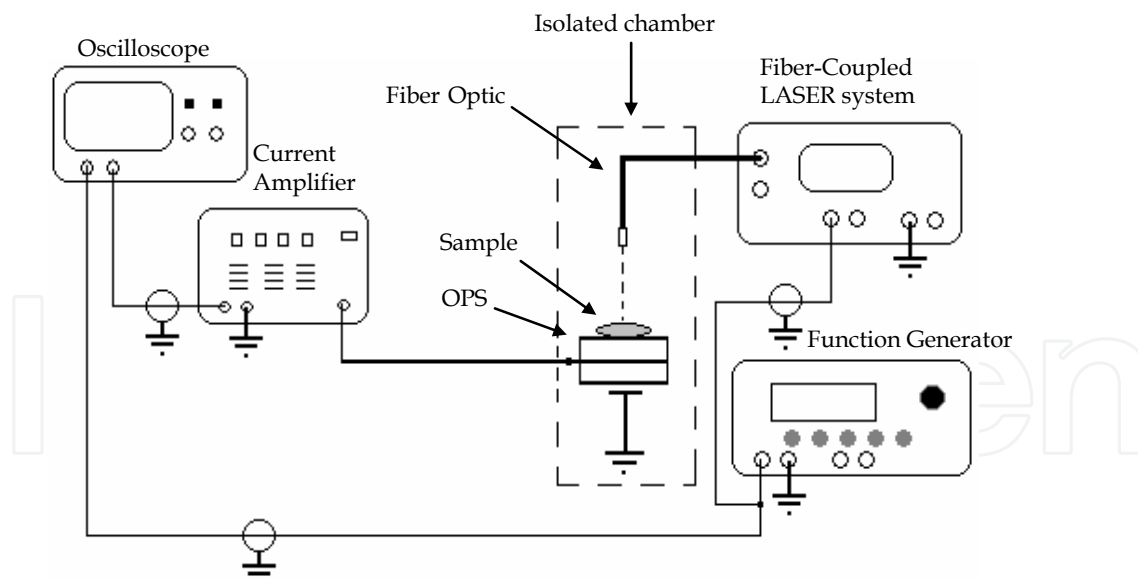 Isolated chamber
Oscilloscope
Fiber-Coupled
LASER system
Fiber Optic
Current
Amplifier
Sample
OPS
Function Generator